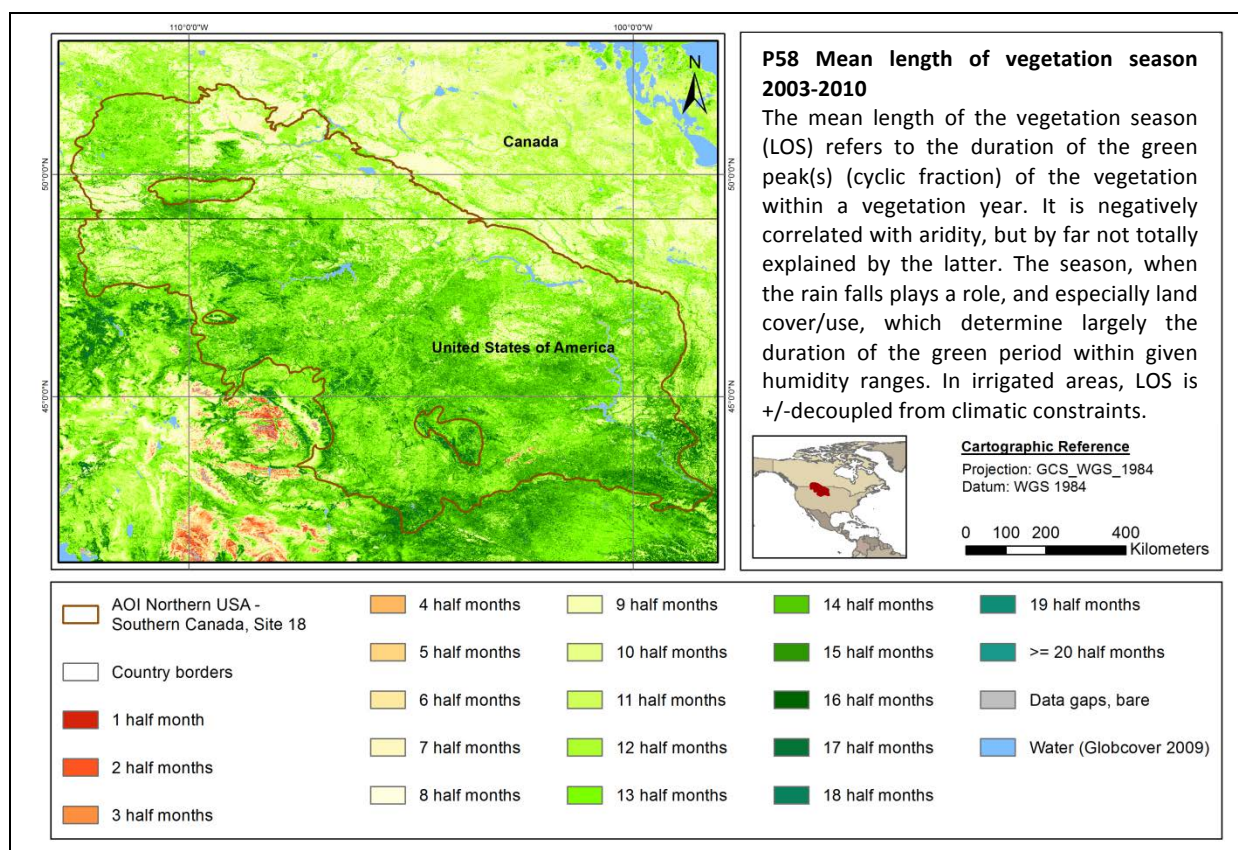 110°0'0"W
100°0'0"W
N
Canada
50°0'0"N
50°0'0"N
United States of America
45°0'0"N
45°0'0"N
P58 Mean length of vegetation season
2003-2010
The mean length of the vegetation season
(LOS) refers to the duration of the green
peak(s) (cyclic fraction) of the vegetation
within a vegetation year. It is negatively
correlated with aridity, but by far not totally
explained by the latter. The season, when
the rain falls plays a role, and especially land
cover/use, which determine largely the
duration of the green period within given
humidity ranges. In irrigated areas, LOS is
+/-decoupled from climatic constraints.
Cartographic Reference
Projection: GCS_WGS_1984
Datum: WGS 1984
0 100 200 400
Kilometers
AOI Northern USA -
Southern Canada, Site 18
Country borders
1 half month
2 half months
3 half months
4 half months
5 half months
6 half months
7 half months
8 half months
9 half months
10 half months
11 half months
12 half months
13 half months
14 half months
15 half months
16 half months
17 half months
18 half months
19 half months
>= 20 half months
Data gaps, bare
Water (Globcover 2009)